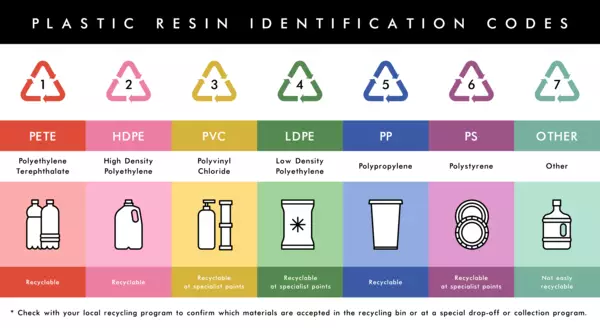 PLASTIC RESIN IDENTIFICATION CODES
1 2 3 4 5 6 7
PETE HDPE PVC LDPE PP PS OTHER
Polyethylene High Density Polyvinyl Low Density Polypropylene Polystyrene Other
Terephthalate Polyethylene Chloride Polyethylene
Recyclable Recyclable Recyclable Recyclable Recyclable Recyclable Not easily
at specialist points at specialist points at specialist points recyclable
* Check with your local recycling program to confirm which materials are accepted in the recycling bin or at a special drop-off or collection program.